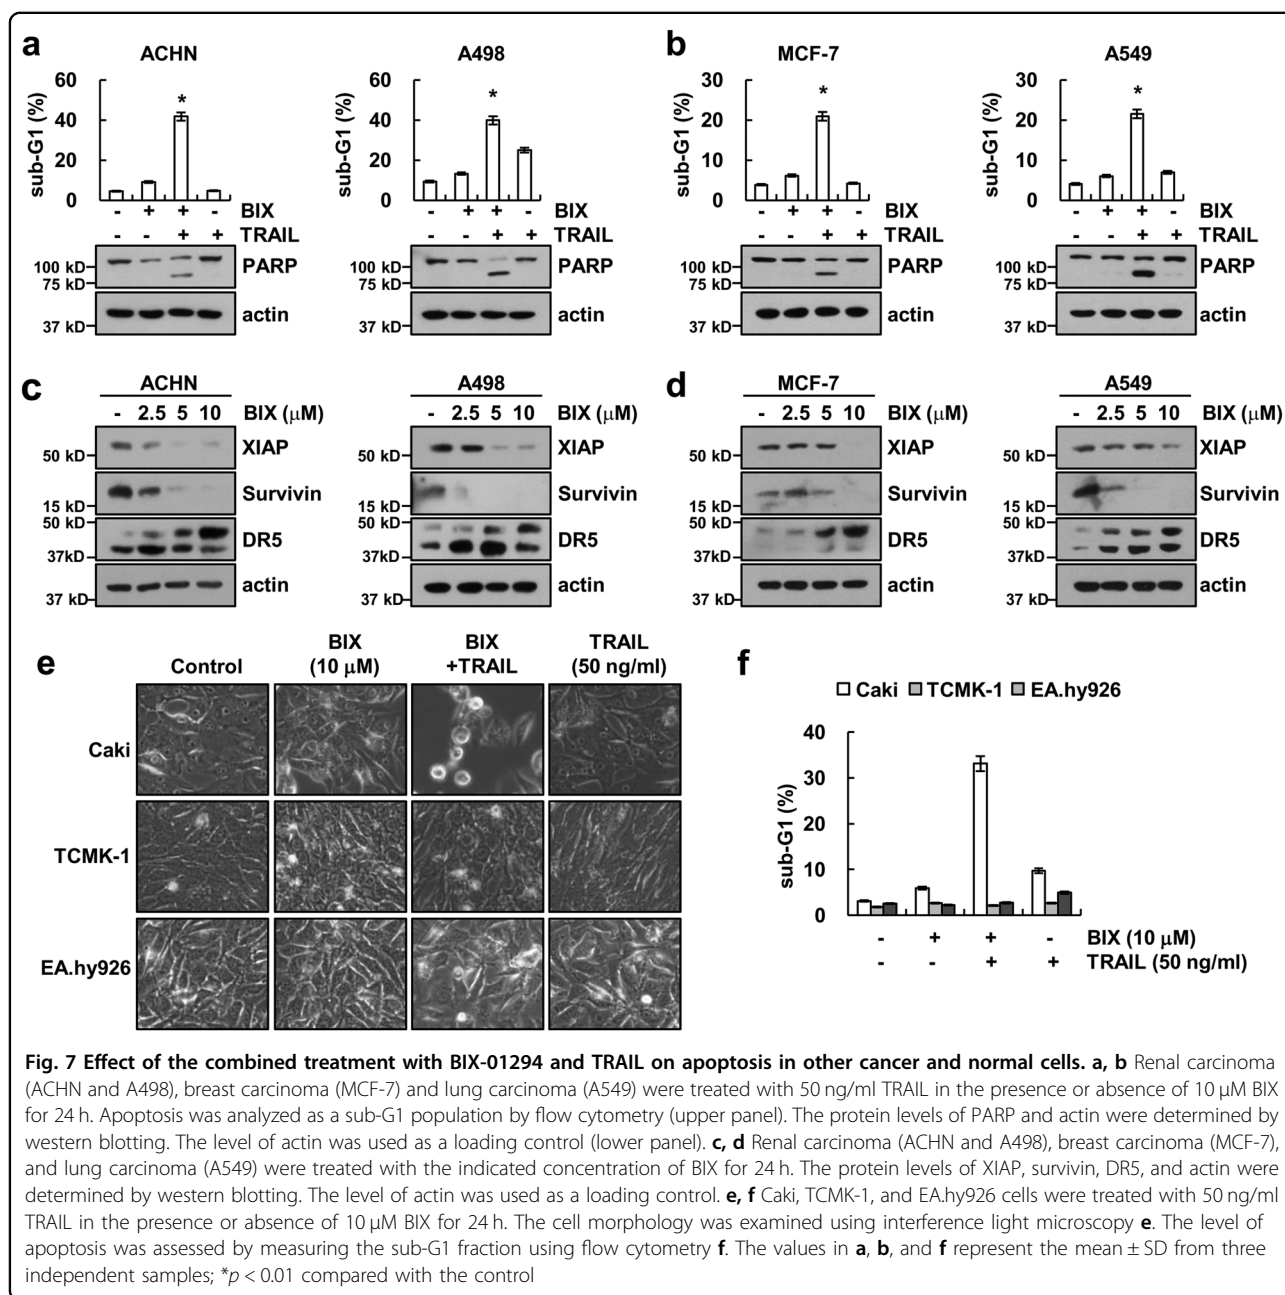 a
ACHN
60
40
20
0
sub-G1 (%)
- + + - BIX
- - + + TRAIL
100 kD
75 kD
PARP
37 kD
actin
A498
60
40
20
0
sub-G1 (%)
- + + - BIX
- - + + TRAIL
100 kD
75 kD
PARP
37 kD
actin
*
*
b
MCF-7
30
20
10
0
sub-G1 (%)
*
- + + - BIX
- - + + TRAIL
100 kD
75 kD
PARP
37 kD
actin
A549
30
20
10
0
sub-G1 (%)
*
- + + - BIX
- - + + TRAIL
100 kD
75 kD
PARP
37 kD
actin
c
ACHN
- 2.5 5 10 BIX (μM)
50 kD
XIAP
15 kD
Survivin
50 kD
37kD
DR5
37 kD
actin
A498
- 2.5 5 10 BIX (μM)
50 kD
XIAP
15 kD
Survivin
50 kD
37kD
DR5
37 kD
actin
d
MCF-7
- 2.5 5 10 BIX (μM)
50 kD
XIAP
15 kD
Survivin
50 kD
37kD
DR5
37 kD
actin
A549
- 2.5 5 10 BIX (μM)
50 kD
XIAP
15 kD
Survivin
50 kD
37kD
DR5
37 kD
actin
e
Control
BIX
(10 μM)
BIX
+TRAIL
TRAIL
(50 ng/ml)
Caki
TCMK-1
EA.hy926
f
Caki TCMK-1 EA.hy926
40
30
20
10
0
sub-G1 (%)
- + + - BIX (10 μM)
- - + + TRAIL (50 ng/ml)
Fig. 7 Effect of the combined treatment with BIX-01294 and TRAIL on apoptosis in other cancer and normal cells. a, b Renal carcinoma
(ACHN and A498), breast carcinoma (MCF-7) and lung carcinoma (A549) were treated with 50 ng/ml TRAIL in the presence or absence of 10 μM BIX
for 24 h. Apoptosis was analyzed as a sub-G1 population by flow cytometry (upper panel). The protein levels of PARP and actin were determined by
western blotting. The level of actin was used as a loading control (lower panel). c, d Renal carcinoma (ACHN and A498), breast carcinoma (MCF-7),
and lung carcinoma (A549) were treated with the indicated concentration of BIX for 24 h. The protein levels of XIAP, survivin, DR5, and actin were
determined by western blotting. The level of actin was used as a loading control. e, f Caki, TCMK-1, and EA.hy926 cells were treated with 50 ng/ml
TRAIL in the presence or absence of 10 μM BIX for 24 h. The cell morphology was examined using interference light microscopy e. The level of
apoptosis was assessed by measuring the sub-G1 fraction using flow cytometry f. The values in a, b, and f represent the mean ± SD from three
independent samples; *p < 0.01 compared with the control